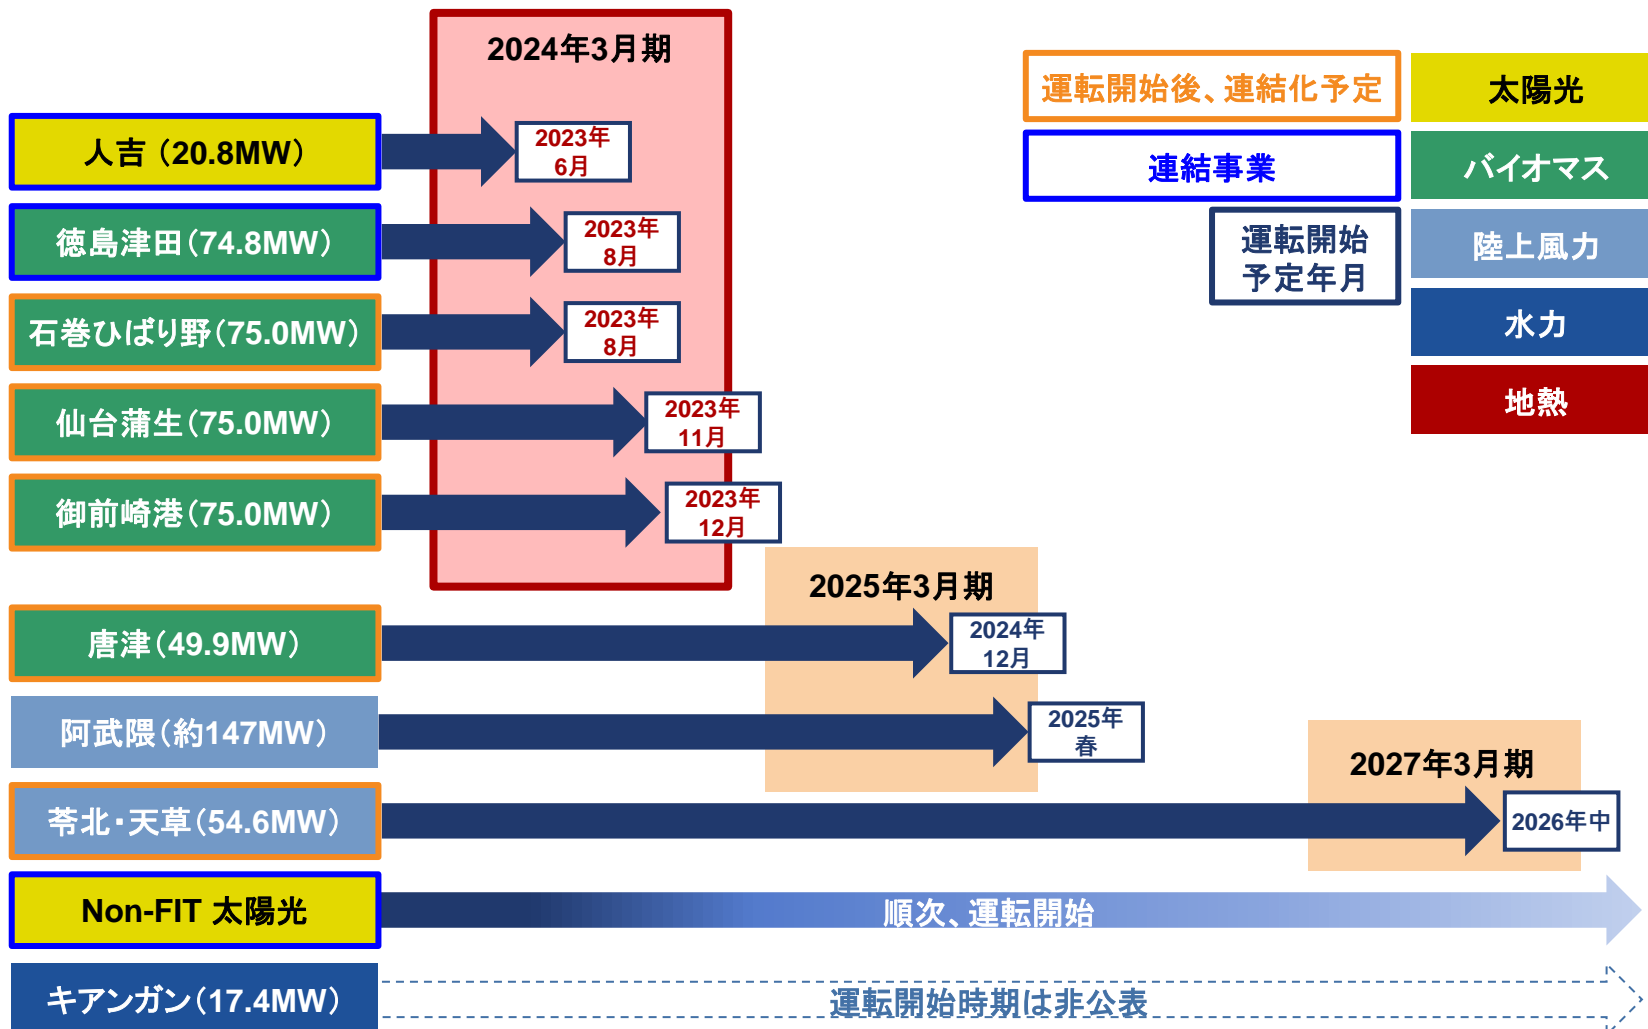 2024年3月期
運転開始後、連結化予定
太陽光
人吉（20.8MW）
2023年
6月
連結事業
バイオマス
徳島津田（74.8MW）
2023年
8月
運転開始
予定年月
陸上風力
石巻ひばり野（75.0MW）
2023年
8月
水力
仙台蒲生（75.0MW）
2023年
11月
地熱
御前崎港（75.0MW）
2023年
12月
2025年3月期
唐津（49.9MW）
2024年
12月
阿武隈（約147MW）
2025年
春
2027年3月期
苓北・天草（54.6MW）
2026年中
Non-FIT 太陽光
順次、運転開始
キアンガン（17.4MW）
運転開始時期は非公表